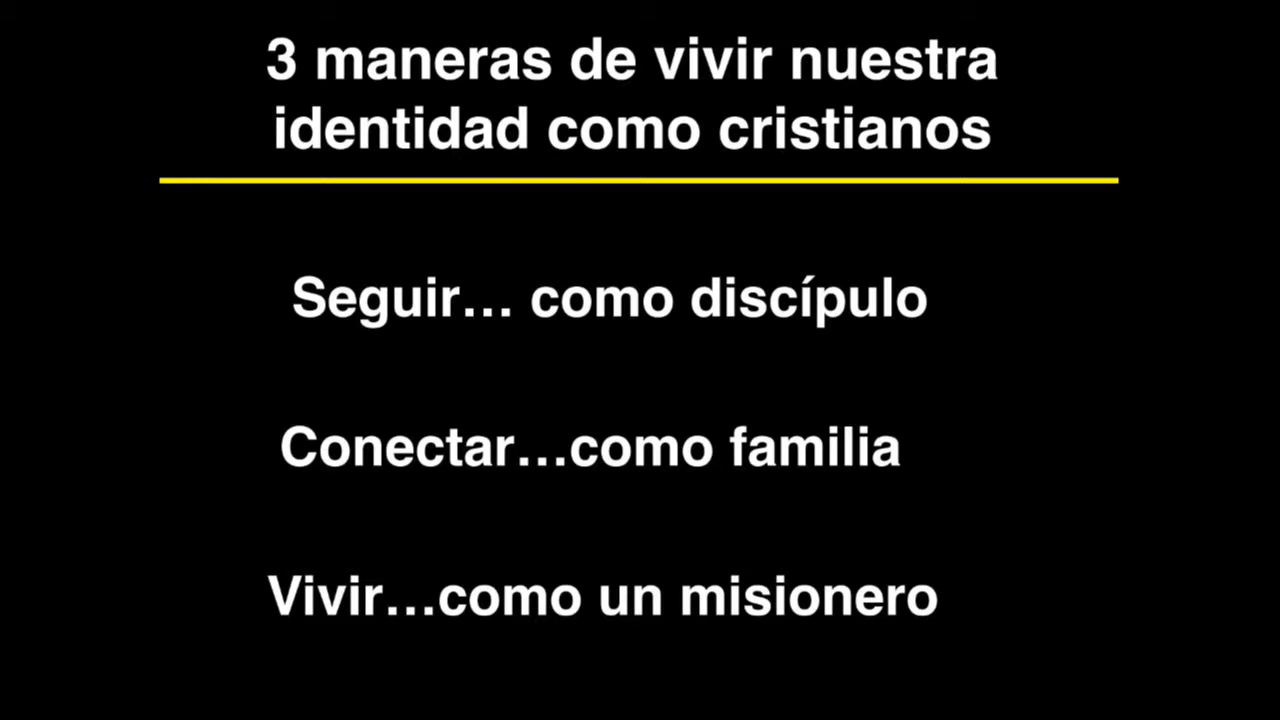 3 maneras de vivir nuestra
identidad como cristianos
Seguir… como discípulo
Conectar…como familia
Vivir…como un misionero